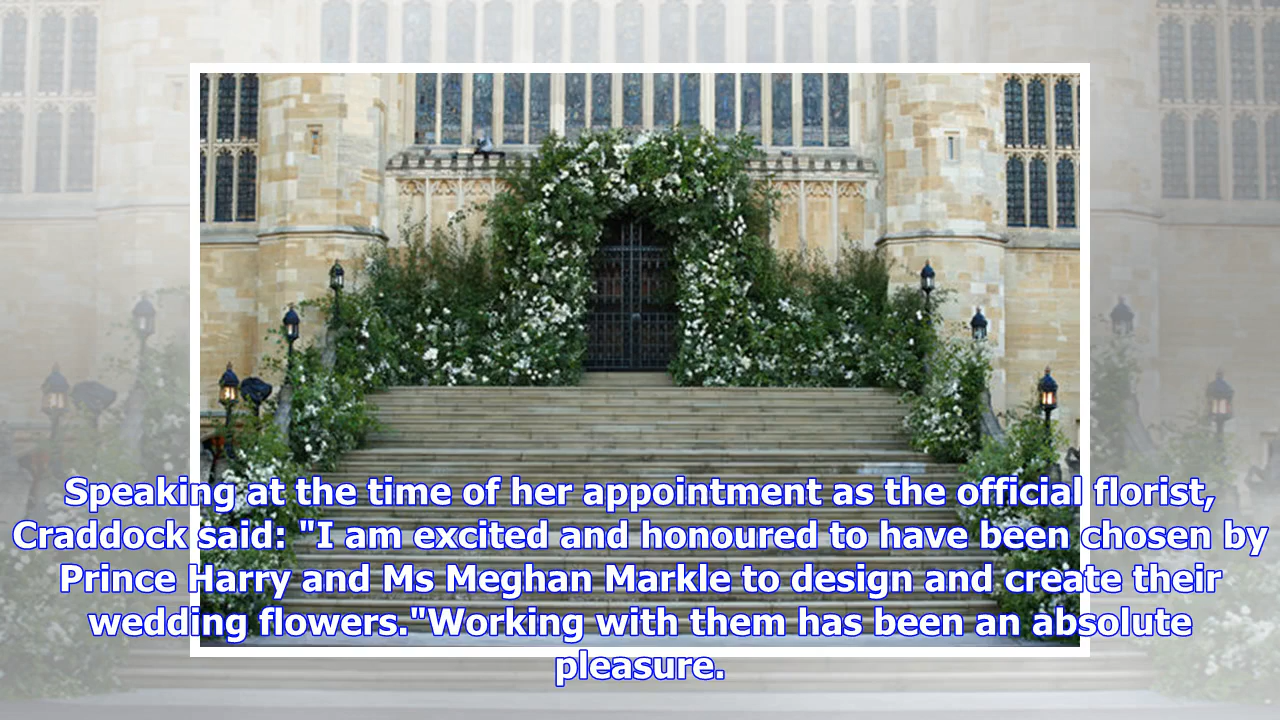 Speaking at the time of her appointment as the official florist,
Craddock said: "I am excited and honoured to have been chosen by
Prince Harry and Ms Meghan Markle to design and create their
wedding flowers."Working with them has been an absolute
pleasure.